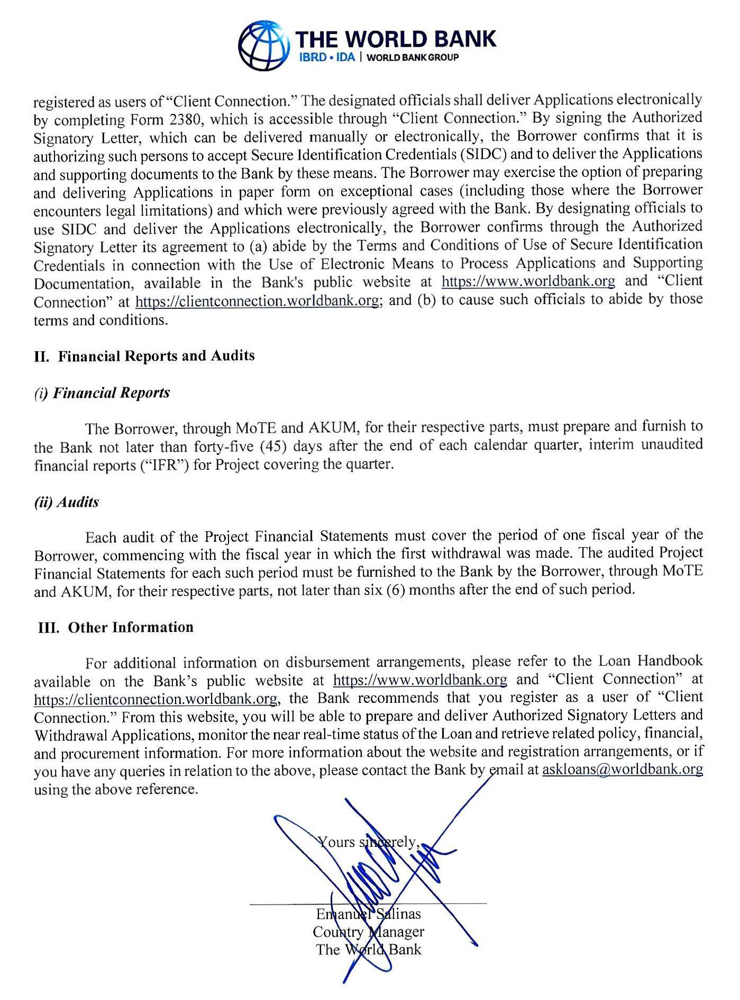 THE WORLD BANK
IBRD • IDA | WORLD BANK GROUP
registered as users of “Client Connection.” The designated officials shall deliver Applications electronically
by completing Form 2380, which is accessible through “Client Connection.” By signing the Authorized
Signatory Letter, which can be delivered manually or electronically, the Borrower confirms that it is
authorizing such persons to accept Secure Identification Credentials (SIDC) and to deliver the Applications
and supporting documents to the Bank by these means. The Borrower may exercise the option of preparing
and delivering Applications in paper form on exceptional cases (including those where the Borrower
encounters legal limitations) and which were previously agreed with the Bank. By designating officials to
use SIDC and deliver the Applications electronically, the Borrower confirms through the Authorized
Signatory Letter its agreement to (a) abide by the Terms and Conditions of Use of Secure Identification
Credentials in connection with the Use of Electronic Means to Process Applications and Supporting
Documentation, available in the Bank's public website at https://www.worldbank.org and “Client
Connection” at https://clientconnection.worldbank.org; and (b) to cause such officials to abide by those
terms and conditions.
II. Financial Reports and Audits
(i) Financial Reports
The Borrower, through MoTE and AKUM, for their respective parts, must prepare and furnish to
the Bank not later than forty-five (45) days after the end of each calendar quarter, interim unaudited
financial reports (“IFR”) for Project covering the quarter.
(ii) Audits
Each audit of the Project Financial Statements must cover the period of one fiscal year of the
Borrower, commencing with the fiscal year in which the first withdrawal was made. The audited Project
Financial Statements for each such period must be furnished to the Bank by the Borrower, through MoTE
and AKUM, for their respective parts, not later than six (6) months after the end of such period.
III. Other Information
For additional information on disbursement arrangements, please refer to the Loan Handbook
available on the Bank’s public website at https://www.worldbank.org and “Client Connection” at
https://clientconnection.worldbank.org, the Bank recommends that you register as a user of “Client
Connection.” From this website, you will be able to prepare and deliver Authorized Signatory Letters and
Withdrawal Applications, monitor the near real-time status of the Loan and retrieve related policy, financial,
and procurement information. For more information about the website and registration arrangements, or if
you have any queries in relation to the above, please contact the Bank by email at askloans@worldbank.org
using the above reference.
Yours sincerely,
Emanuel Salinas
Country Manager
The World Bank